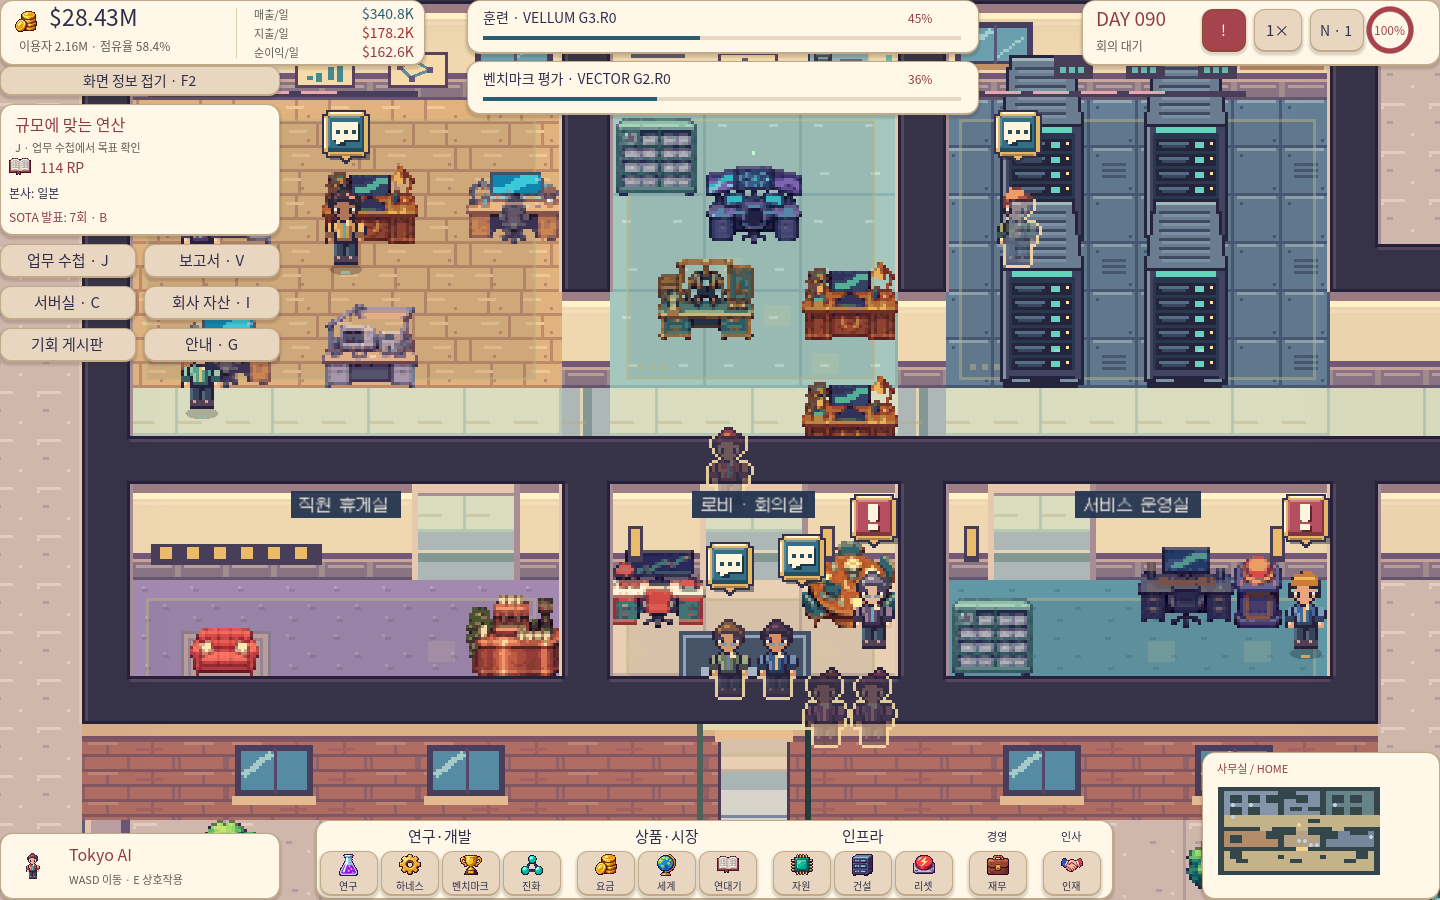 $28.43M
이용자 2.16M · 점유율 58.4%
매출/일 $340.8K
지출/일 $178.2K
순이익/일 $162.6K
훈련 · VELLUM G3.R0 45%
벤치마크 평가 · VECTOR G2.R0 36%
DAY 090
회의 대기
!
1×
N · 1
100%
화면 정보 접기 · F2
규모에 맞는 연산
J · 업무 수첩에서 목표 확인
114 RP
본사: 일본
SOTA 발표: 7회 · B
업무 수첩 · J
보고서 · V
서버실 · C
회사 자산 · I
기회 게시판
안내 · G
직원 휴게실
로비 · 회의실
서비스 운영실
사무실 / HOME
Tokyo AI
WASD 이동 · E 상호작용
연구·개발
상품·시장
인프라
경영
인사
연구
하네스
벤치마크
진화
요금
세계
연대기
자원
건설
리셋
재무
인재